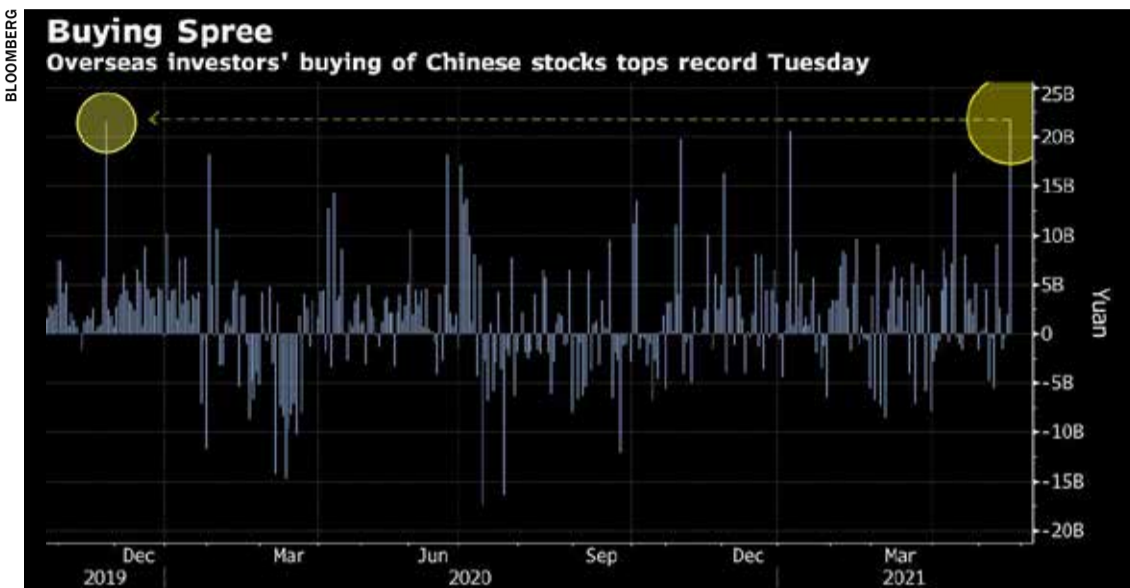 BLOOMBERG
Buying Spree
Overseas investors' buying of Chinese stocks tops record Tuesday
25B
20B
15B
10B
5B
0
-5B
-10B
-15B
-20B
Yuan
Dec Mar Jun Sep Dec Mar
2019 2020 2021